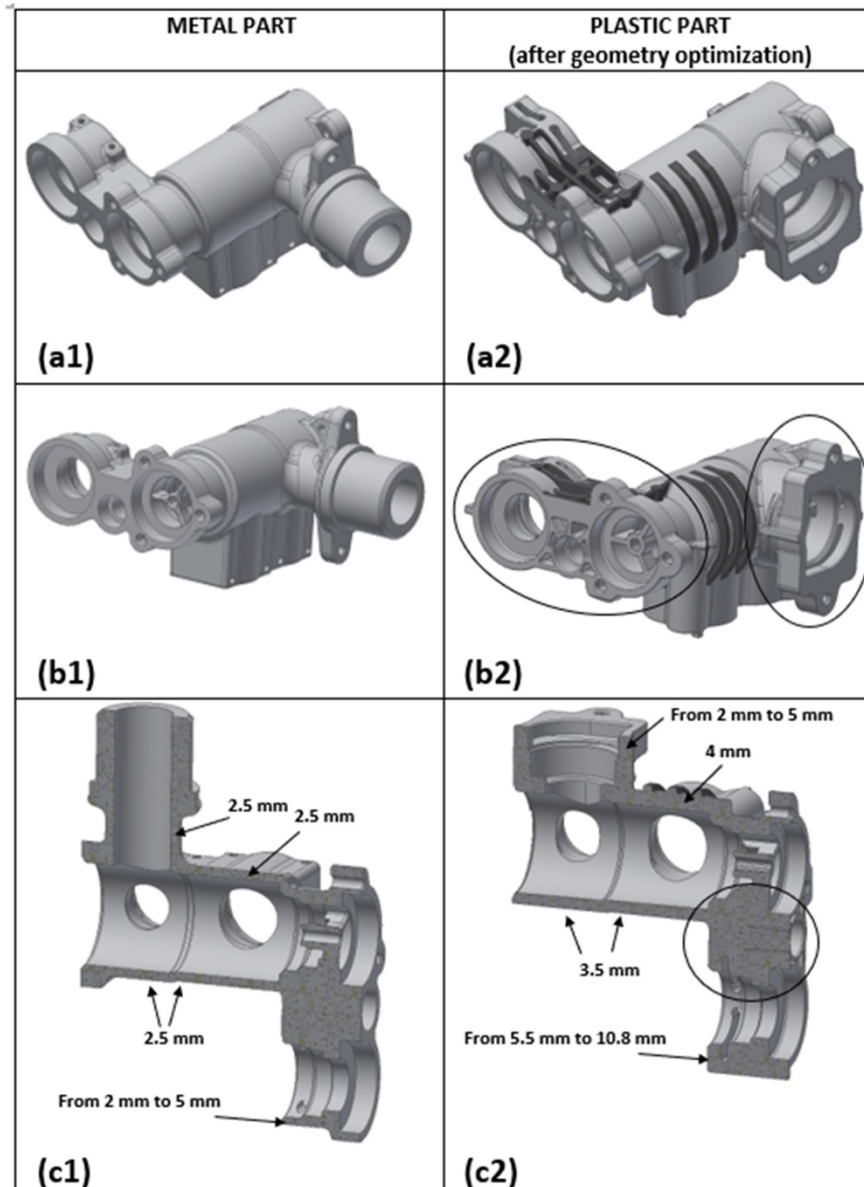 METAL PART
PLASTIC PART
(after geometry optimization)
(a1)
(a2)
(b1)
(b2)
From 2 mm to 5 mm
4 mm
2.5 mm
2.5 mm
3.5 mm
2.5 mm
From 5.5 mm to 10.8 mm
From 2 mm to 5 mm
(c1)
(c2)